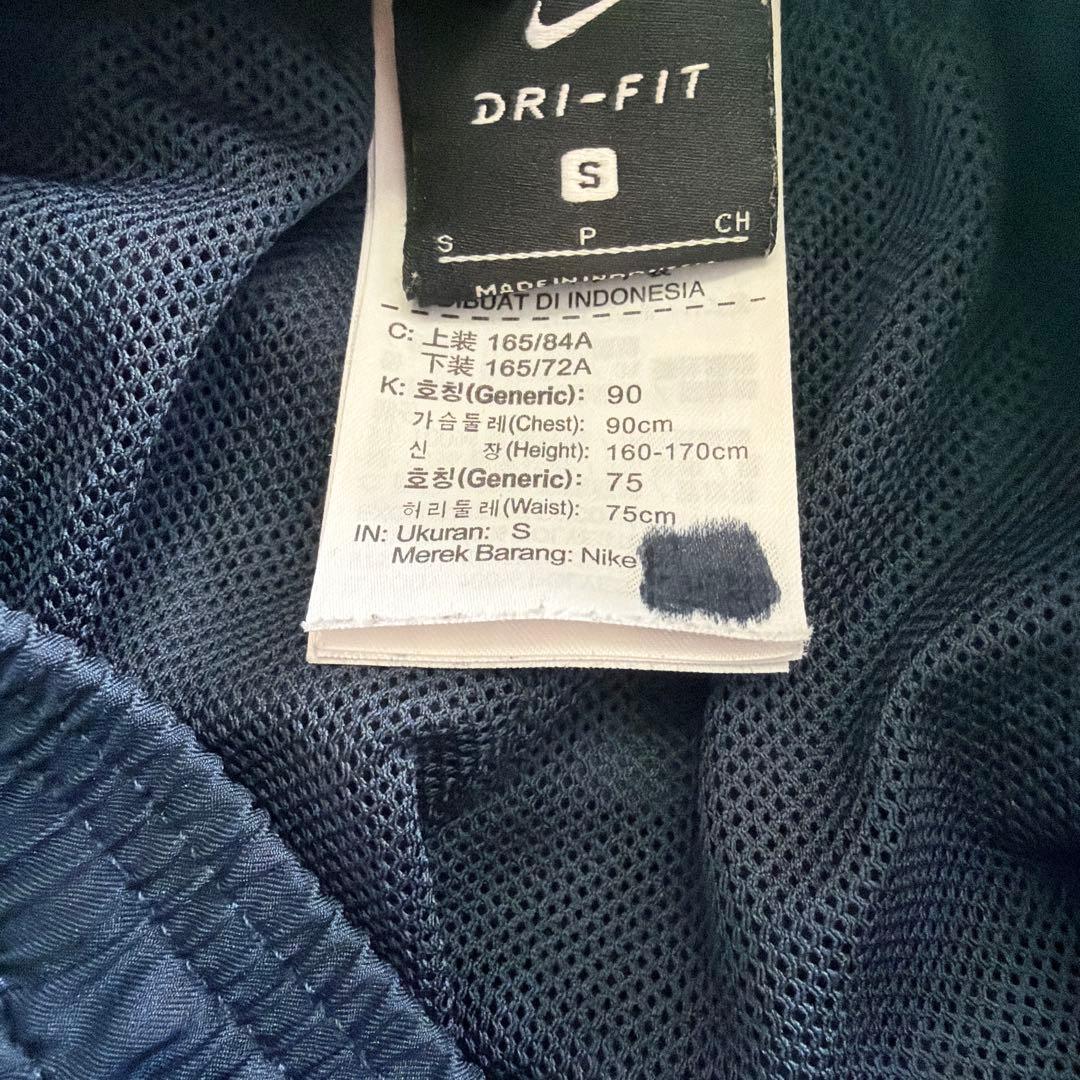 DRI-FIT
S
S P CH
MADE IN
DIBUAT DI INDONESIA
C: 上装 165/84A
下装 165/72A
K: 호칭(Generic): 90
가슴둘레(Chest): 90cm
신 장(Height): 160-170cm
호칭(Generic): 75
허리둘레(Waist): 75cm
IN: Ukuran: S
Merek Barang: Nike